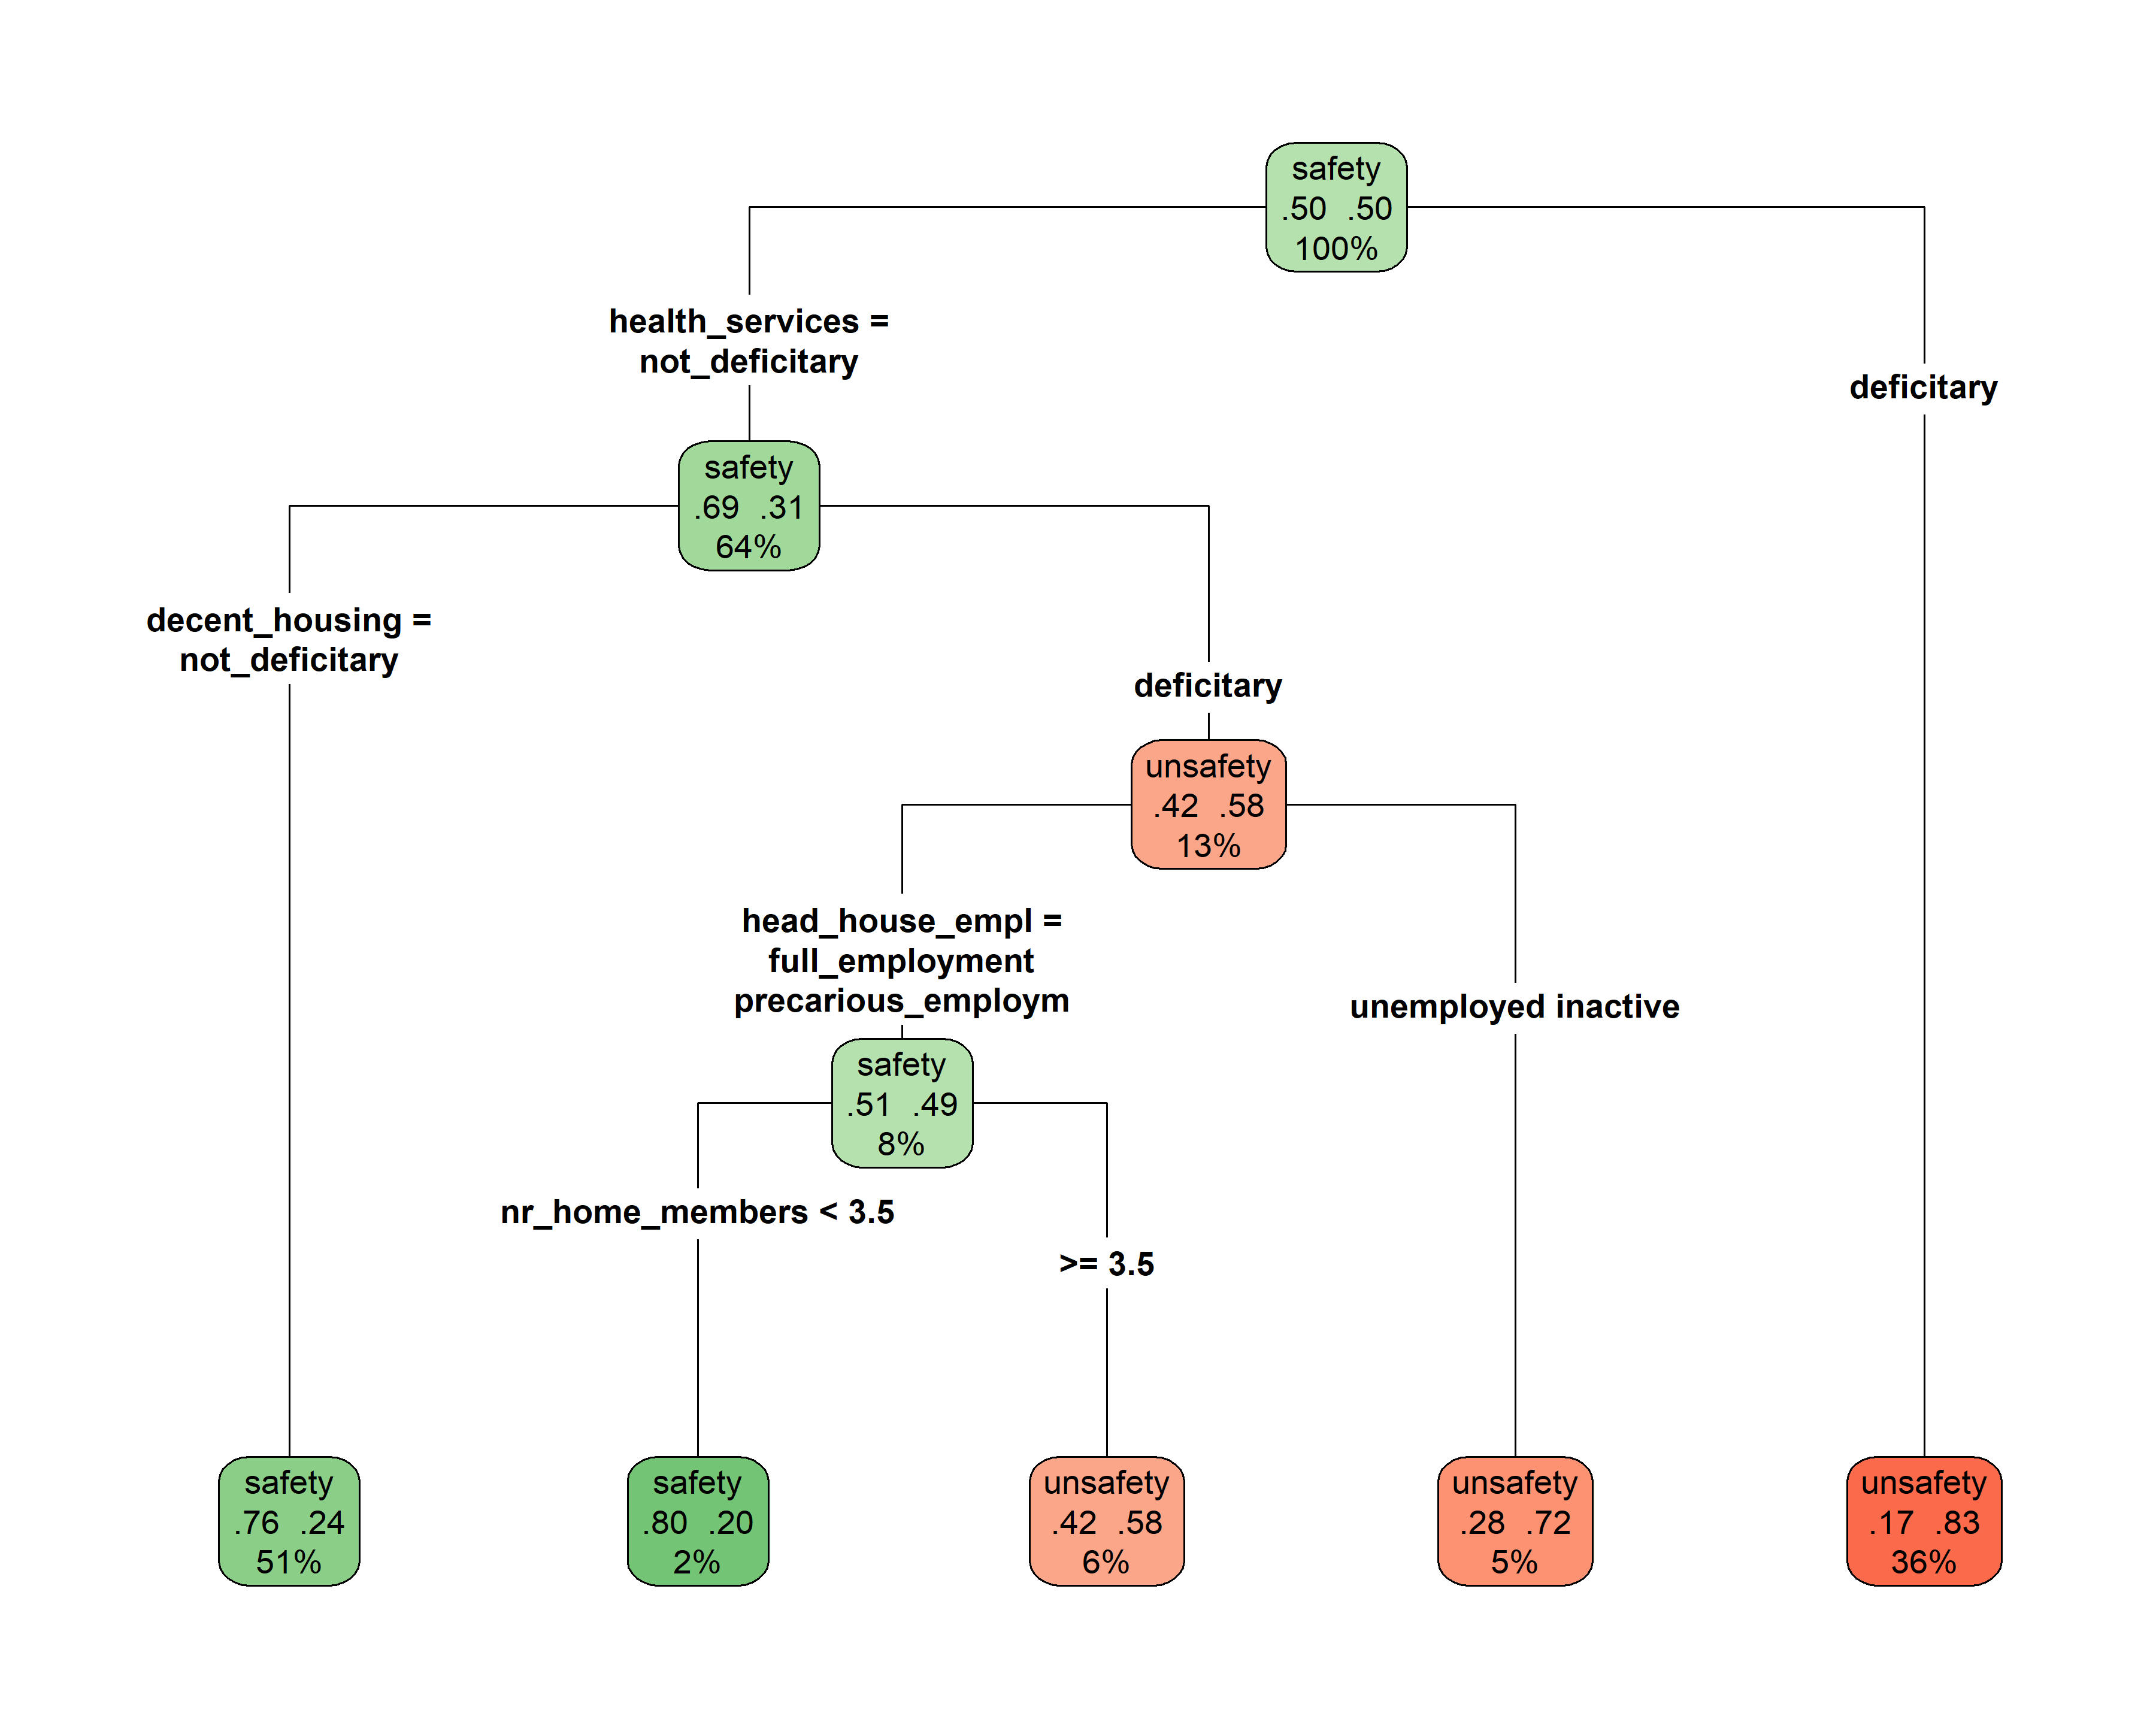 safety
.50 .50
100%
health_services =
not_deficitary
deficitary
safety
.69 .31
64%
decent_housing =
not_deficitary
deficitary
unsafety
.42 .58
13%
head_house_empl =
full_employment
precarious_employm
unemployed inactive
safety
.51 .49
8%
nr_home_members < 3.5
>= 3.5
safety
.76 .24
51%
safety
.80 .20
2%
unsafety
.42 .58
6%
unsafety
.28 .72
5%
unsafety
.17 .83
36%